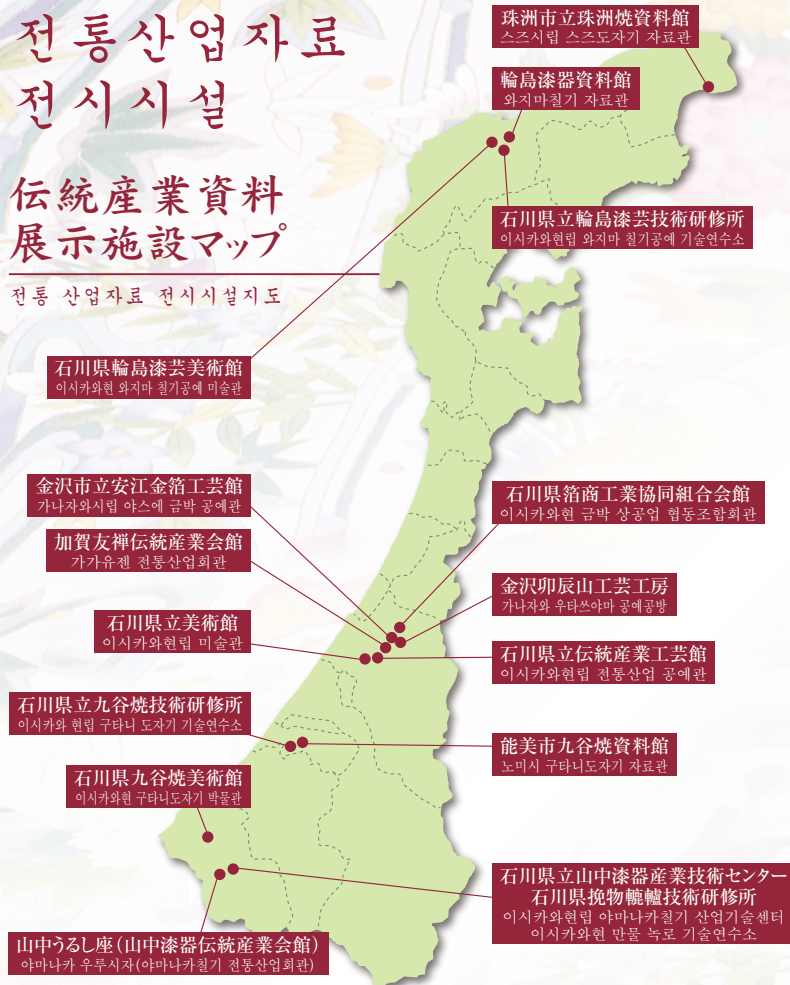 전통산업자료
전시시설
伝統産業資料
展示施設マップ
전통 산업자료 전시시설지도
珠洲市立珠洲焼資料館
스즈시립 스즈도자기 자료관
輪島漆器資料館
와지마칠기 자료관
石川県立輪島漆芸技術研修所
이시카와현립 와지마 칠기공예 기술연수소
石川県輪島漆芸美術館
이시카와현 와지마 칠기공예 미술관
金沢市立安江金箔工芸館
가나자와시립 야스에 금박 공예관
石川県箔商工業協同組合会館
이시카와현 금박 상공업 협동조합회관
加賀友禅伝統産業会館
가가유젠 전통산업회관
金沢卯辰山工芸工房
가나자와 우타쓰야마 공예공방
石川県立美術館
이시카와현립 미술관
石川県立伝統産業工芸館
이시카와현립 전통산업 공예관
石川県立九谷焼技術研修所
이시카와 현립 구타니 도자기 기술연수소
能美市九谷焼資料館
노미시 구타니도자기 자료관
石川県九谷焼美術館
이시카와현 구타니도자기 박물관
石川県立山中漆器産業技術センター
石川県挽物轆轤技術研修所
이시카와현립 야마나카칠기 산업기술센터
이시카와현 만물 녹로 기술연수소
山中うるし座(山中漆器伝統産業会館)
야마나카 우루시자(야마나카칠기 전통산업회관)